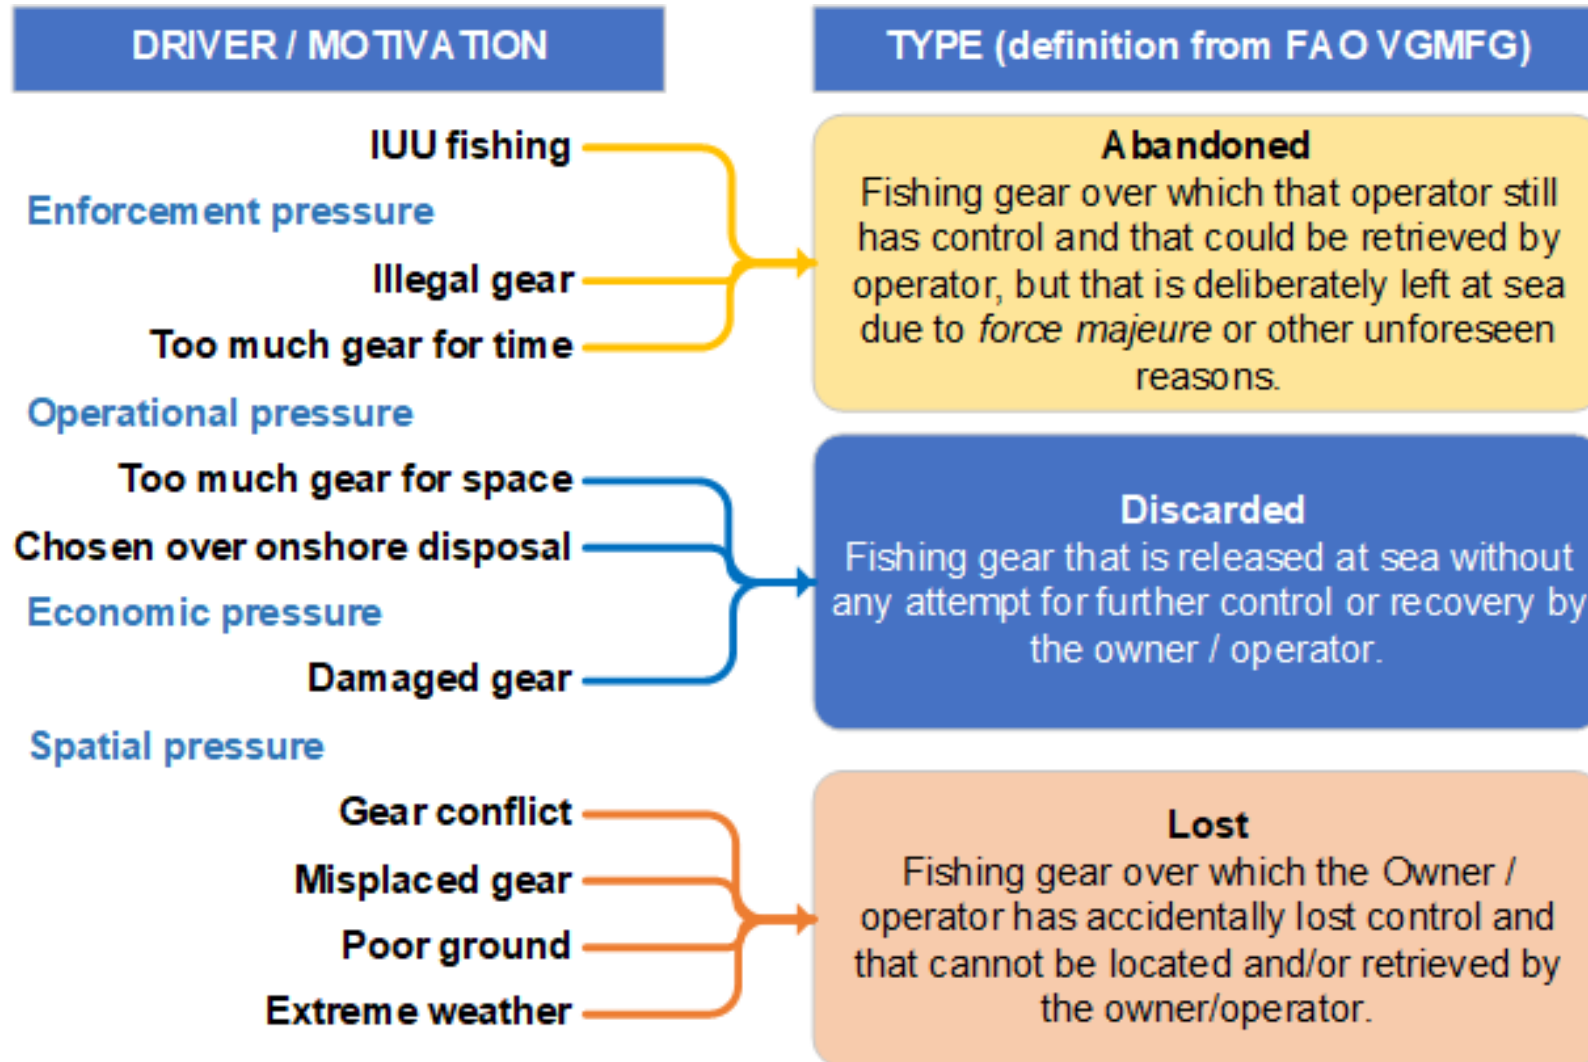 DRIVER / MOTIVATION
IUU fishing
Enforcement pressure
Illegal gear
Too much gear for time
Operational pressure
Too much gear for space
Chosen over onshore disposal
Economic pressure
Damaged gear
Spatial pressure
Gear conflict
Misplaced gear
Poor ground
Extreme weather
TYPE (definition from FAO VGMFG)
Abandoned
Fishing gear over which that operator still
has control and that could be retrieved by
operator, but that is deliberately left at sea
due to force majeure or other unforeseen
reasons.
Discarded
Fishing gear that is released at sea without
any attempt for further control or recovery by
the owner / operator.
Lost
Fishing gear over which the Owner /
operator has accidentally lost control and
that cannot be located and/or retrieved by
the owner/operator.